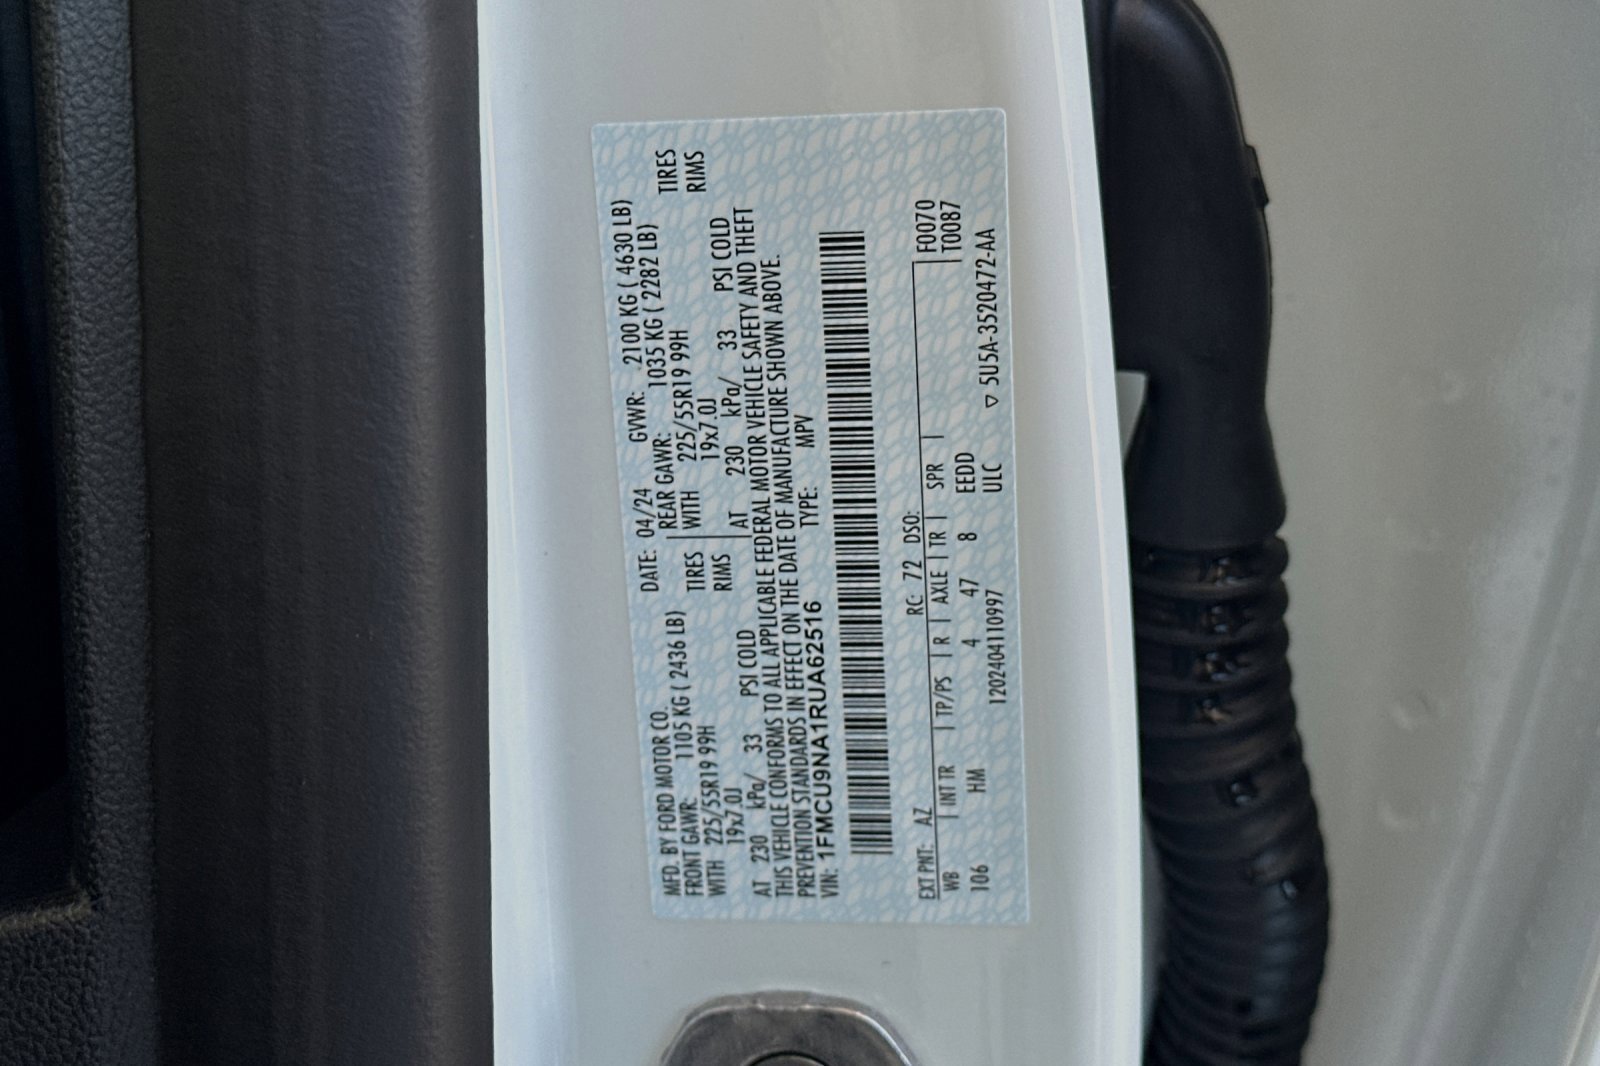 MFD. BY FORD MOTOR CO. DATE: 04/24 GVWR: 2100 KG ( 4630 LB)
FRONT GAWR: 1105 KG ( 2436 LB) REAR GAWR: 1035 KG ( 2282 LB)
WITH 225/55R19 99H TIRES WITH 225/55R19 99H TIRES
19x7.0J RIMS 19x7.0J RIMS
AT 230 kPa/ 33 PSI COLD AT 230 kPa/ 33 PSI COLD
THIS VEHICLE CONFORMS TO ALL APPLICABLE FEDERAL MOTOR VEHICLE SAFETY AND THEFT
PREVENTION STANDARDS IN EFFECT ON THE DATE OF MANUFACTURE SHOWN ABOVE.
VIN: 1FMCU9NA1RUA62516 TYPE: MPV
EXT PNT: AZ RC: 72 DSO: F0070
WB INT TR TP/PS R AXLE TR SPR T0087
106 HM 4 47 8 EEDD
120240410997 ULC ▽ 5U5A-3520472-AA